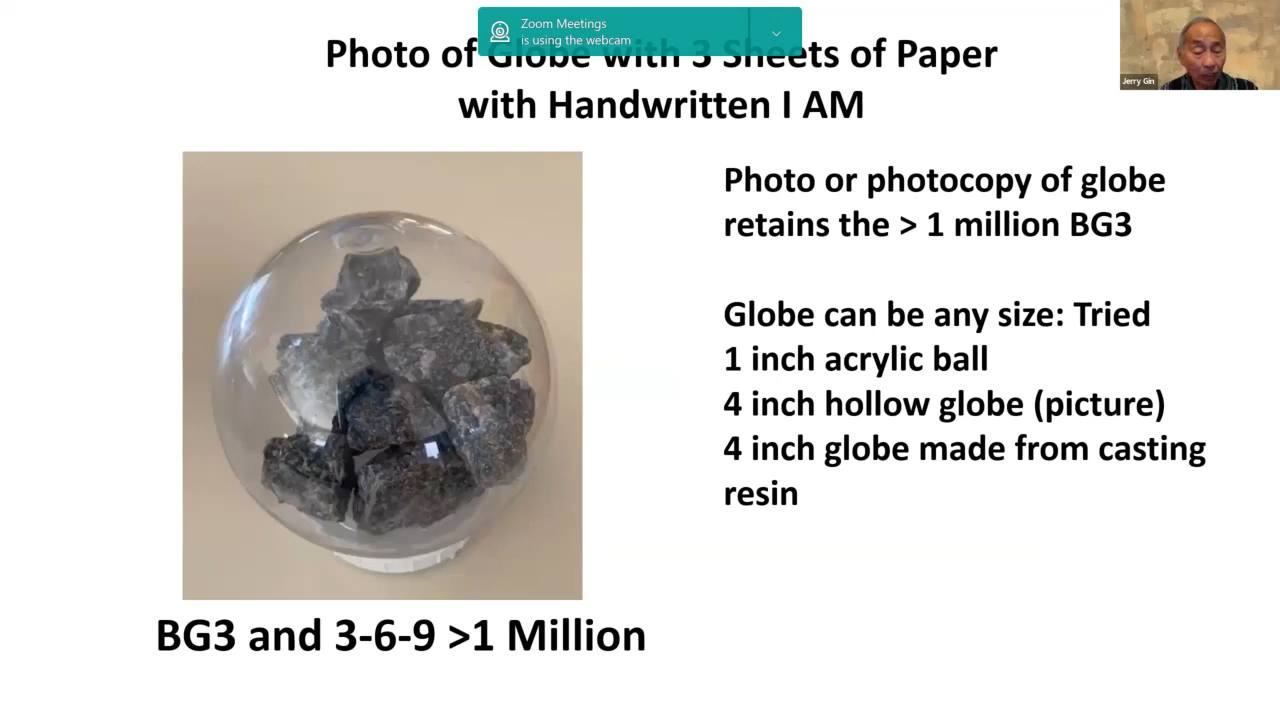 Zoom Meetings
is using the webcam
Photo of Globe with 3 Sheets of Paper
with Handwritten I AM
Jerry Gin
Photo or photocopy of globe
retains the > 1 million BG3
Globe can be any size: Tried
1 inch acrylic ball
4 inch hollow globe (picture)
4 inch globe made from casting
resin
BG3 and 3-6-9 >1 Million